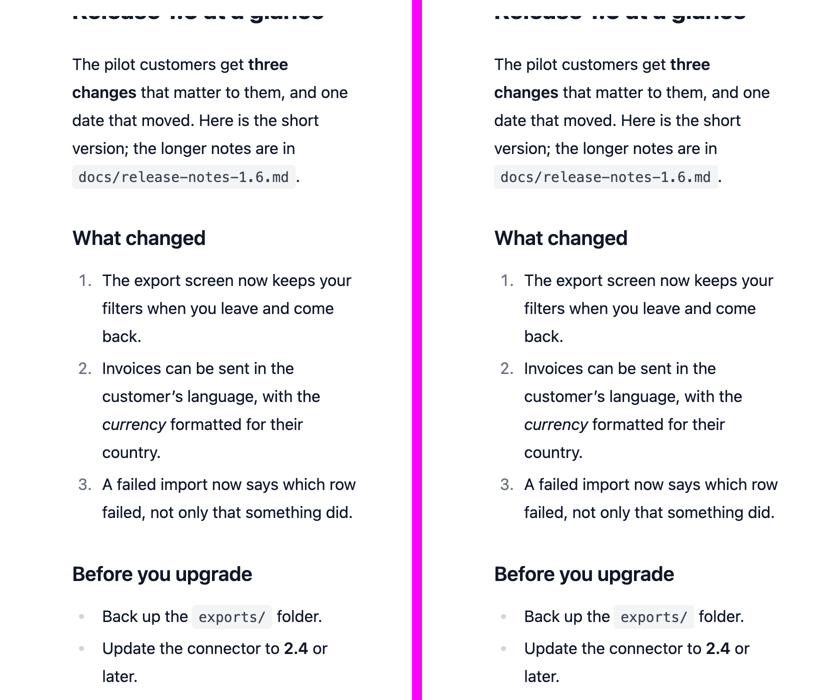 The pilot customers get three
changes that matter to them, and one
date that moved. Here is the short
version; the longer notes are in
docs/release-notes-1.6.md.
What changed
1. The export screen now keeps your
filters when you leave and come
back.
2. Invoices can be sent in the
customer’s language, with the
currency formatted for their
country.
3. A failed import now says which row
failed, not only that something did.
Before you upgrade
• Back up the exports/ folder.
• Update the connector to 2.4 or
later.
The pilot customers get three
changes that matter to them, and one
date that moved. Here is the short
version; the longer notes are in
docs/release-notes-1.6.md.
What changed
1. The export screen now keeps your
filters when you leave and come
back.
2. Invoices can be sent in the
customer’s language, with the
currency formatted for their
country.
3. A failed import now says which row
failed, not only that something did.
Before you upgrade
• Back up the exports/ folder.
• Update the connector to 2.4 or
later.